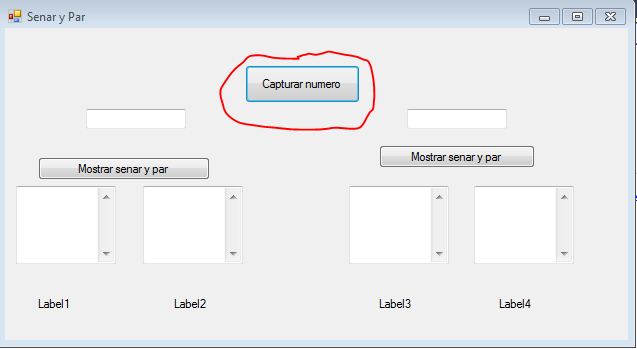 Senar y Par
Capturar numero
Mostrar senar y par
Mostrar senar y par
Label1
Label2
Label3
Label4